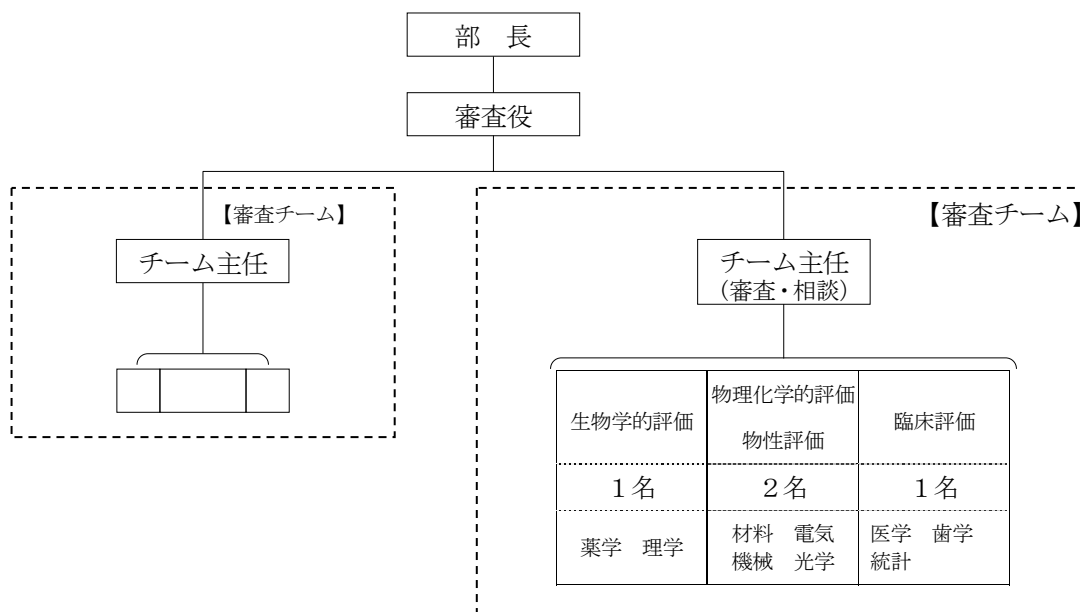 部　長
審査役
【審査チーム】
【審査チーム】
チーム主任
チーム主任
（審査・相談）
生物学的評価
物理化学的評価
物性評価
臨床評価
１名
２名
１名
薬学　理学
材料　電気
機械　光学
医学　歯学
統計